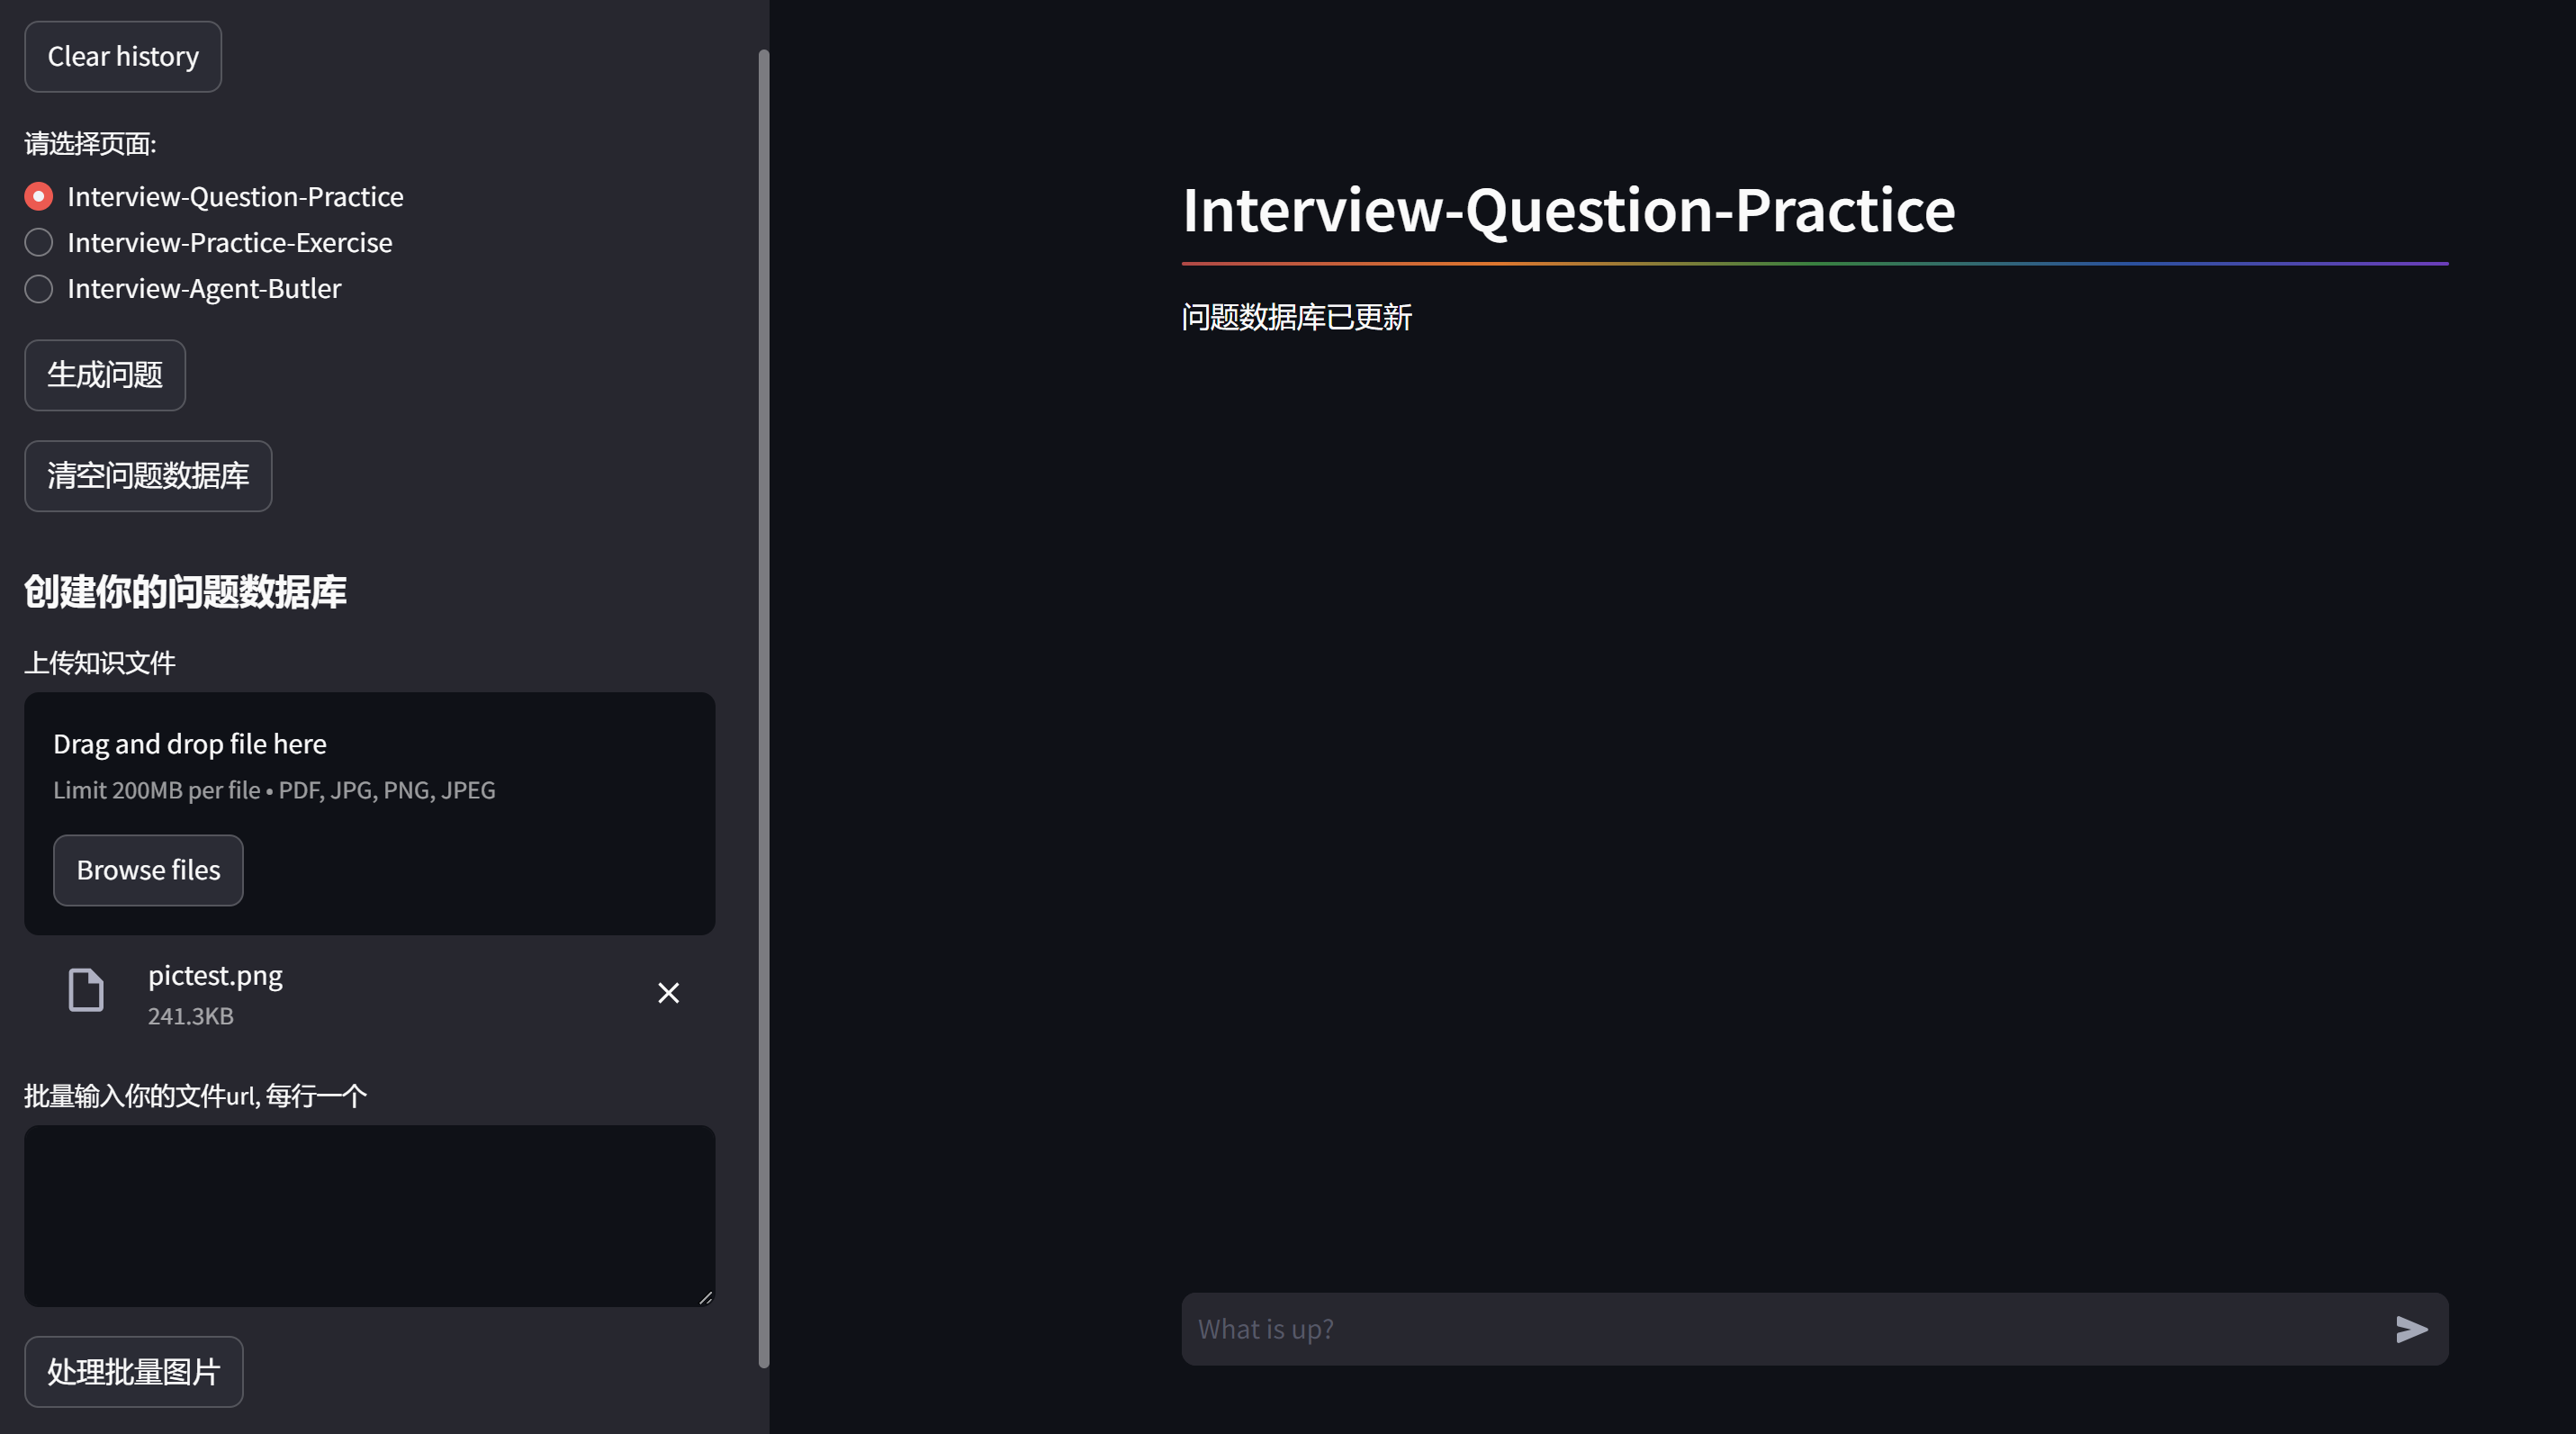 Clear history
请选择页面:
Interview-Question-Practice
Interview-Practice-Exercise
Interview-Agent-Butler
生成问题
清空问题数据库
创建你的问题数据库
上传知识文件
Drag and drop file here
Limit 200MB per file • PDF, JPG, PNG, JPEG
Browse files
pictest.png
241.3KB
批量输入你的文件url, 每行一个
处理批量图片
Interview-Question-Practice
问题数据库已更新
What is up?